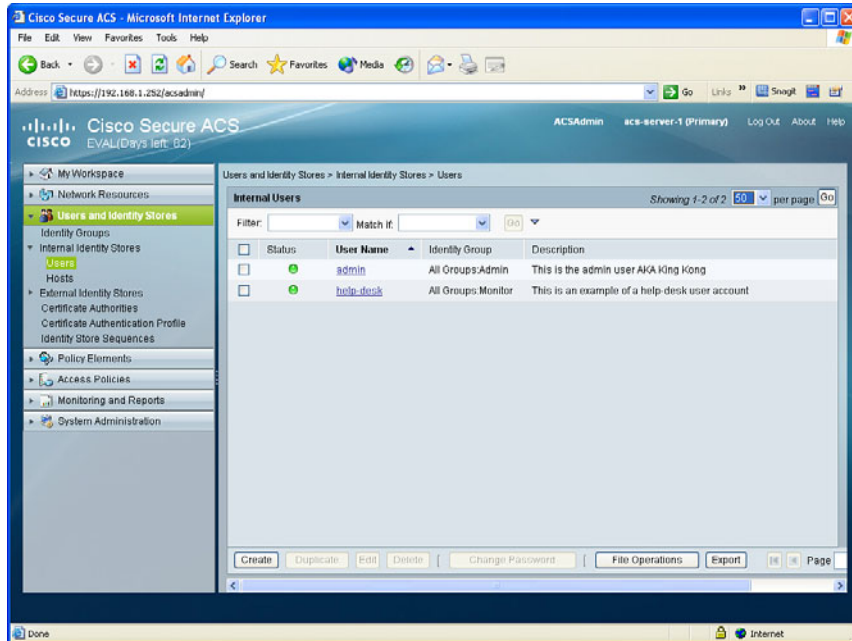 Cisco Secure ACS - Microsoft Internet Explorer
File Edit View Favorites Tools Help
Back Search Favorites Media
Address https://192.168.1.252/acsadmin/ Go Links » SnagIt
CISCO Cisco Secure ACS
EVAL(Days left: 82)
ACSAdmin acs-server-1 (Primary) Log Out About Help
My Workspace
Network Resources
Users and Identity Stores
Identity Groups
Internal Identity Stores
Users
Hosts
External Identity Stores
Certificate Authorities
Certificate Authentication Profile
Identity Store Sequences
Policy Elements
Access Policies
Monitoring and Reports
System Administration
Users and Identity Stores > Internal Identity Stores > Users
Internal Users Showing 1-2 of 2 50 per page Go
Filter: Match if: Go
Status User Name Identity Group Description
admin All Groups:Admin This is the admin user AKA King Kong
help-desk All Groups:Monitor This is an example of a help-desk user account
Create Duplicate Edit Delete | Change Password | File Operations Export Page
Done Internet